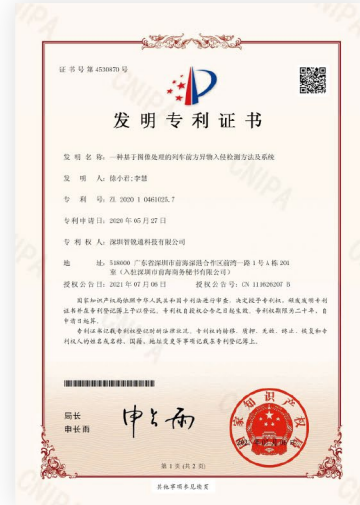 证书号第4530870号
发明专利证书
发 明 名 称：一种基于图像处理的列车前方异物入侵检测方法及系统
发 明 人：徐小君;李慧
专 利 号：ZL 2020 1 0461025.7
专利申请日：2020年05月27日
专 利 权 人：深圳智锐通科技有限公司
地 址：518000 广东省深圳市前海深港合作区前湾一路1号A栋201
室（入驻深圳市前海商务秘书有限公司）
授权公告日：2021年07月06日 授权公告号：CN 111626207 B
国家知识产权局依照中华人民共和国专利法进行审查，决定授予专利权，颁发发明专利
证书并在专利登记簿上予以登记。专利权自授权公告之日起生效。专利权期限为二十年，自
申请日起算。
专利证书记载专利权登记时的法律状况。专利权的转移、质押、无效、终止、恢复和专
利权人的姓名或名称、国籍、地址变更等事项记载在专利登记簿上。
局长
申长雨
第 1 页 (共 2 页)
其他事项参见续页
CNIPA